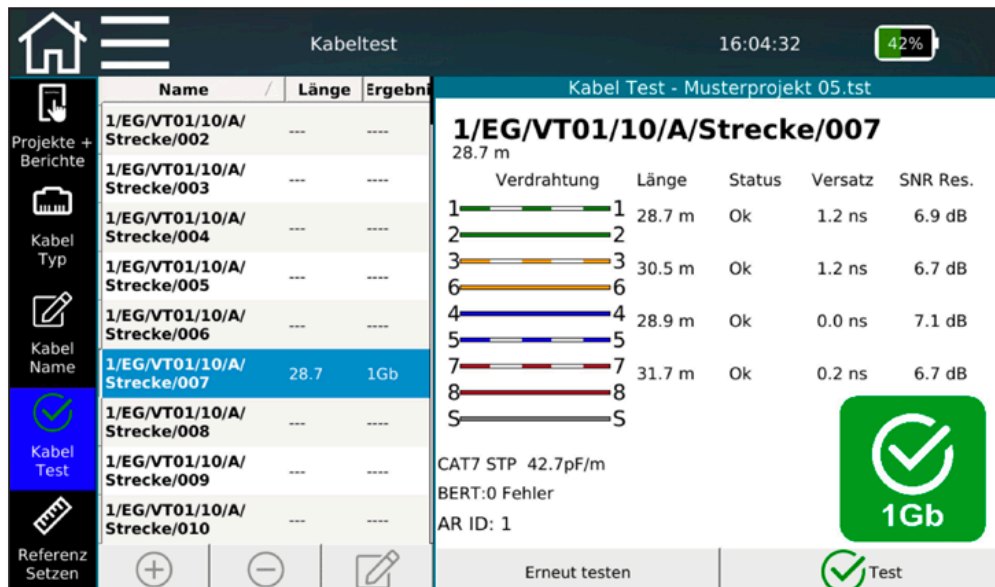 Kabeltest
16:04:32
42%
Projekte +
Berichte
Kabel
Typ
Kabel
Name
Kabel
Test
Referenz
Setzen
Name / Länge Ergebni
1/EG/VT01/10/A/
Strecke/002 --- ----
1/EG/VT01/10/A/
Strecke/003 --- ----
1/EG/VT01/10/A/
Strecke/004 --- ----
1/EG/VT01/10/A/
Strecke/005 --- ----
1/EG/VT01/10/A/
Strecke/006 --- ----
1/EG/VT01/10/A/
Strecke/007 28.7 1Gb
1/EG/VT01/10/A/
Strecke/008 --- ----
1/EG/VT01/10/A/
Strecke/009 --- ----
1/EG/VT01/10/A/
Strecke/010 --- ----
Kabel Test - Musterprojekt 05.tst
1/EG/VT01/10/A/Strecke/007
28.7 m
Verdrahtung Länge Status Versatz SNR Res.
1 1 28.7 m Ok 1.2 ns 6.9 dB
2 2
3 3 30.5 m Ok 1.2 ns 6.7 dB
6 6
4 4 28.9 m Ok 0.0 ns 7.1 dB
5 5
7 7 31.7 m Ok 0.2 ns 6.7 dB
8 8
S S
CAT7 STP 42.7pF/m
BERT:0 Fehler
AR ID: 1
1Gb
Erneut testen
Test